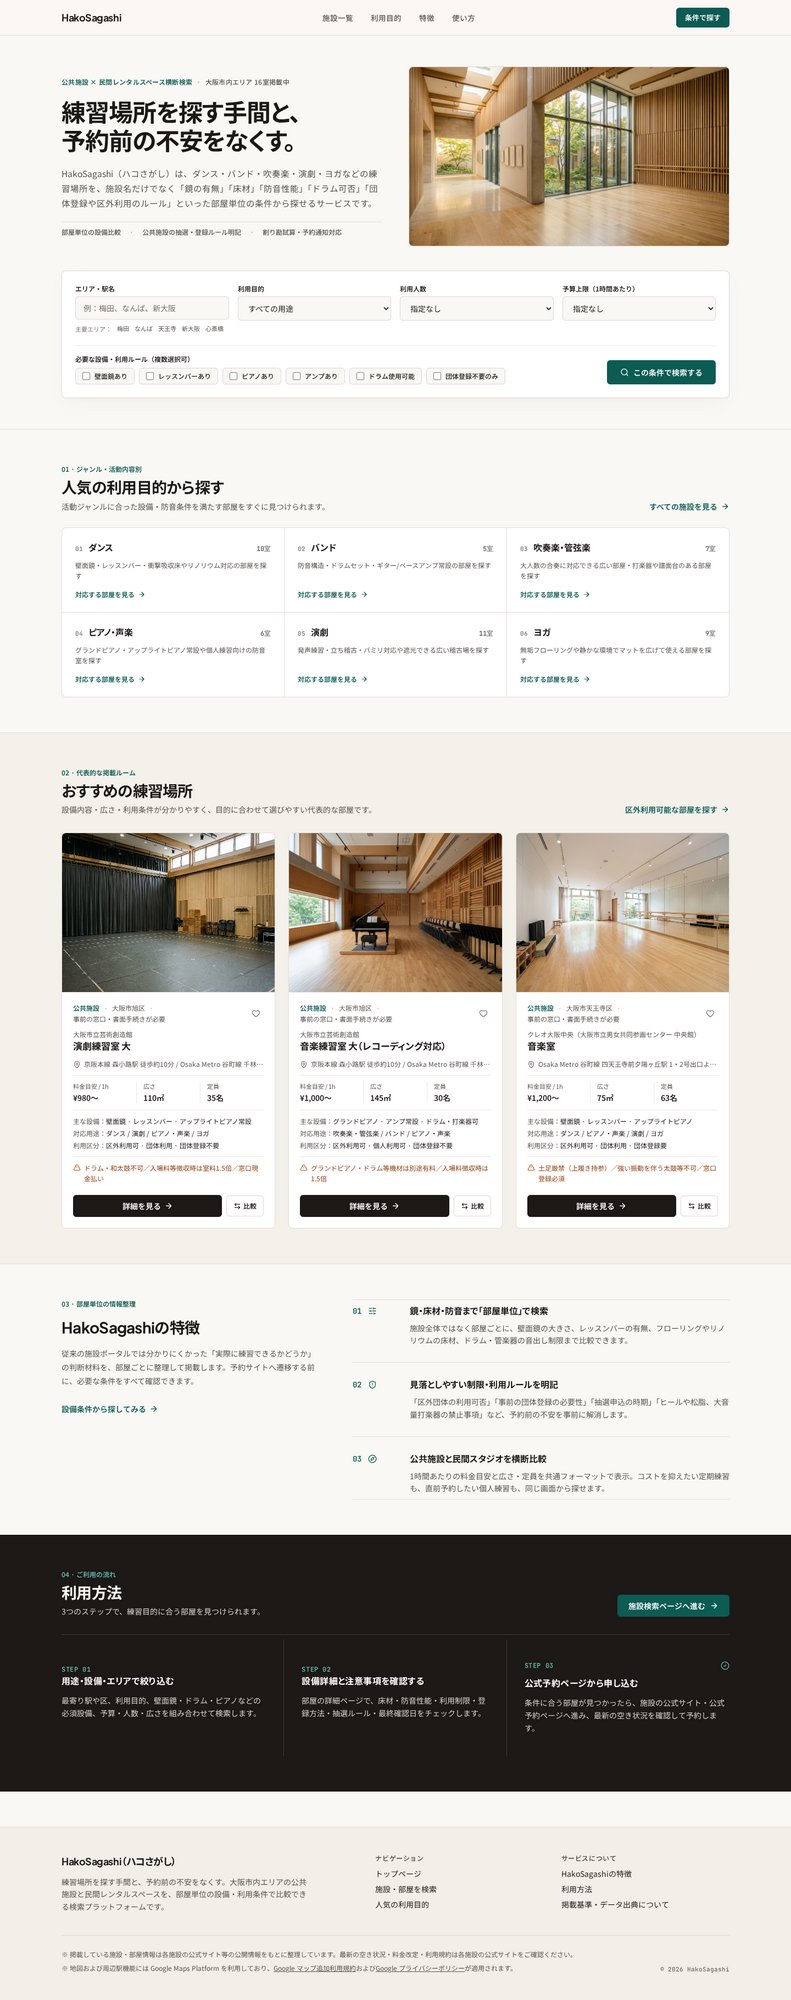 HakoSagashi
施設一覧 利用目的 特徴 使い方
条件で探す
公共施設 × 民間レンタルスペース横断検索 · 大阪市内エリア 16室掲載中
練習場所を探す手間と、
予約前の不安をなくす。
HakoSagashi（ハコさがし）は、ダンス・バンド・吹奏楽・演劇・ヨガなどの練
習場所を、施設名だけでなく「鏡の有無」「床材」「防音性能」「ドラム可否」「団
体登録や区外利用のルール」といった部屋単位の条件から探せるサービスです。
部屋単位の設備比較 · 公共施設の抽選・登録ルール明記 · 割り勘試算・予約通知対応
エリア・駅名
例：梅田、なんば、新大阪
主要エリア： 梅田 なんば 天王寺 新大阪 心斎橋
利用目的
すべての用途
利用人数
指定なし
予算上限（1時間あたり）
指定なし
必要な設備・利用ルール（複数選択可）
壁面鏡あり レッスンバーあり ピアノあり アンプあり ドラム使用可能 団体登録不要のみ
この条件で検索する
01 · ジャンル・活動内容別
人気の利用目的から探す
活動ジャンルに合った設備・防音条件を満たす部屋をすぐに見つけられます。
すべての施設を見る →
01 ダンス 10室
壁面鏡・レッスンバー・衝撃吸収床やリノリウム対応の部屋を探
す
対応する部屋を見る →
02 バンド 5室
防音構造・ドラムセット・ギター/ベースアンプ常設の部屋を探す
対応する部屋を見る →
03 吹奏楽・管弦楽 7室
大人数の合奏に対応できる広い部屋・打楽器や譜面台のある部屋
を探す
対応する部屋を見る →
04 ピアノ・声楽 6室
グランドピアノ・アップライトピアノ常設や個人練習向けの防音
室を探す
対応する部屋を見る →
05 演劇 11室
発声練習・立ち稽古・バミリ対応や遮光できる広い稽古場を探す
対応する部屋を見る →
06 ヨガ 9室
無垢フローリングや静かな環境でマットを広げて使える部屋を探
す
対応する部屋を見る →
02 · 代表的な掲載ルーム
おすすめの練習場所
設備内容・広さ・利用条件が分かりやすく、目的に合わせて選びやすい代表的な部屋です。
区外利用可能な部屋を探す →
公共施設 · 大阪市旭区 ·
事前の窓口・書面手続きが必要
大阪市立芸術創造館
演劇練習室 大
京阪本線 森小路駅 徒歩約10分 / Osaka Metro 谷町線 千林…
料金目安 / 1h 広さ 定員
¥980〜 110㎡ 35名
主な設備：壁面鏡 · レッスンバー · アップライトピアノ常設
対応用途：ダンス / 演劇 / ピアノ・声楽 / ヨガ
利用区分：区外利用可 · 団体利用 · 団体登録不要
ドラム・和太鼓不可／入場料等徴収時は室料1.5倍／窓口現
金払い
詳細を見る →
比較
公共施設 · 大阪市旭区 ·
事前の窓口・書面手続きが必要
大阪市立芸術創造館
音楽練習室 大（レコーディング対応）
京阪本線 森小路駅 徒歩約10分 / Osaka Metro 谷町線 千林…
料金目安 / 1h 広さ 定員
¥1,000〜 145㎡ 30名
主な設備：グランドピアノ · アンプ常設 · ドラム・打楽器可
対応用途：吹奏楽・管弦楽 / バンド / ピアノ・声楽
利用区分：区外利用可 · 個人利用可 · 団体登録不要
グランドピアノ・ドラム等機材は別途有料／入場料徴収時は
1.5倍
詳細を見る →
比較
公共施設 · 大阪市天王寺区 ·
事前の窓口・書面手続きが必要
クレオ大阪中央（大阪市立男女共同参画センター 中央館）
音楽室
Osaka Metro 谷町線 四天王寺前夕陽ヶ丘駅 1・2号出口よ…
料金目安 / 1h 広さ 定員
¥1,200〜 75㎡ 63名
主な設備：壁面鏡 · レッスンバー · アップライトピアノ
対応用途：ダンス / ピアノ・声楽 / 演劇 / ヨガ
利用区分：区外利用可 · 団体利用 · 団体登録要
土足厳禁（上履き持参）／強い振動を伴う太鼓等不可／窓口
登録必須
詳細を見る →
比較
03 · 部屋単位の情報整理
HakoSagashiの特徴
従来の施設ポータルでは分かりにくかった「実際に練習できるかどうか」
の判断材料を、部屋ごとに整理して掲載します。予約サイトへ遷移する前
に、必要な条件をすべて確認できます。
設備条件から探してみる →
01 鏡・床材・防音まで「部屋単位」で検索
施設全体ではなく部屋ごとに、壁面鏡の大きさ、レッスンバーの有無、フローリングやリノ
リウムの床材、ドラム・管楽器の音出し制限まで比較できます。
02 見落としやすい制限・利用ルールを明記
「区外団体の利用可否」「事前の団体登録の必要性」「抽選申込の時期」「ヒールや松脂、大音
量打楽器の禁止事項」など、予約前の不安を事前に解消します。
03 公共施設と民間スタジオを横断比較
1時間あたりの料金目安と広さ・定員を共通フォーマットで表示。コストを抑えたい定期練習
も、直前予約したい個人練習も、同じ画面から探せます。
04 · ご利用の流れ
利用方法
3つのステップで、練習目的に合う部屋を見つけられます。
施設検索ページへ進む →
STEP 01
用途・設備・エリアで絞り込む
最寄り駅や区、利用目的、壁面鏡・ドラム・ピアノなどの
必須設備、予算・人数・広さを組み合わせて検索します。
STEP 02
設備詳細と注意事項を確認する
部屋の詳細ページで、床材・防音性能・利用制限・登
録方法・抽選ルール・最終確認日をチェックします。
STEP 03
公式予約ページから申し込む
条件に合う部屋が見つかったら、施設の公式サイト・公式
予約ページへ進み、最新の空き状況を確認して予約しま
す。
HakoSagashi（ハコさがし）
練習場所を探す手間と、予約前の不安をなくす。大阪市内エリアの公共
施設と民間レンタルスペースを、部屋単位の設備・利用条件で比較でき
る検索プラットフォームです。
ナビゲーション
トップページ
施設・部屋を検索
人気の利用目的
サービスについて
HakoSagashiの特徴
利用方法
掲載基準・データ出典について
※ 掲載している施設・部屋情報は各施設の公式サイト等の公開情報をもとに整理しています。最新の空き状況・料金改定・利用規約は各施設の公式サイトをご確認ください。
※ 地図および周辺駅機能には Google Maps Platform を利用しており、Google マップ追加利用規約およびGoogle プライバシーポリシーが適用されます。
© 2026 HakoSagashi